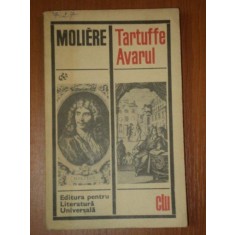 MOLIÈRE
Tartuffe
Avarul
Editura pentru
Literatură
Universală
clu